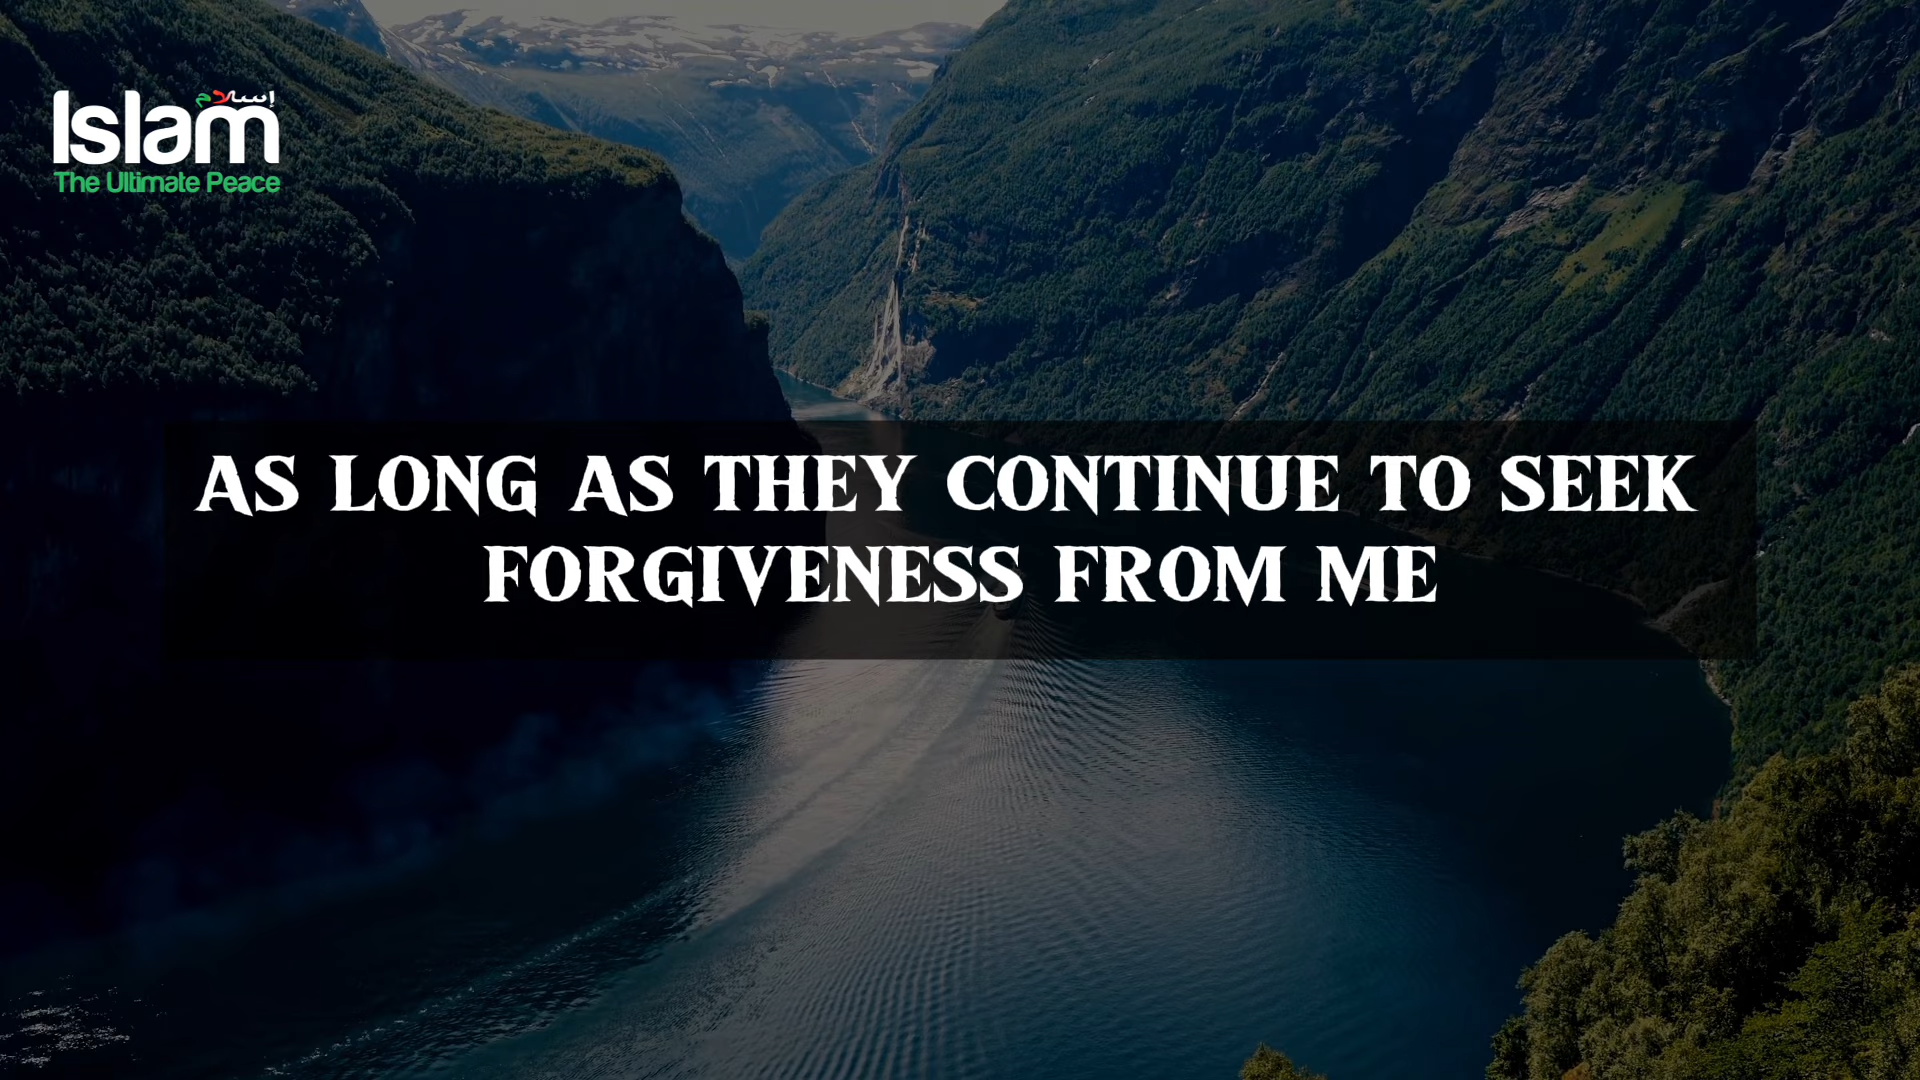 إسلام
Islam
The Ultimate Peace
AS LONG AS THEY CONTINUE TO SEEK
FORGIVENESS FROM ME